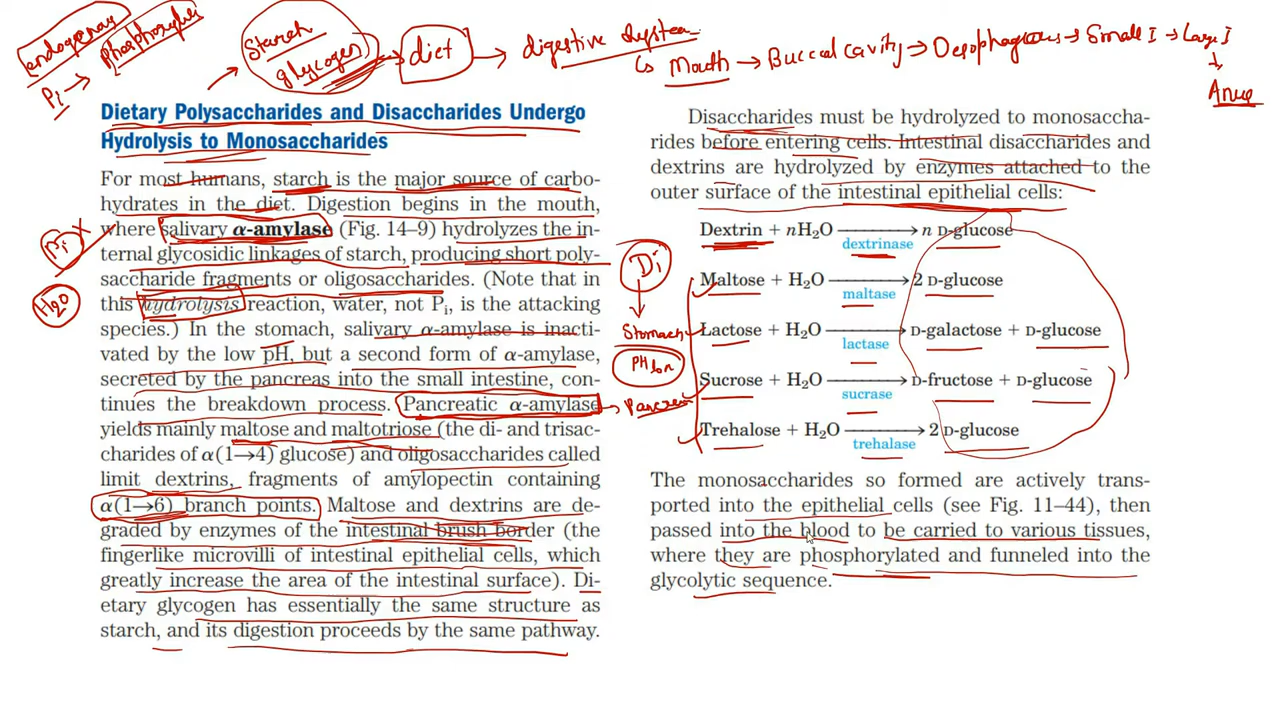 endogenous
Phosphorylas
Pi →
Starch
glycogen
diet → digestive System
↳ Mouth → Buccal cavity → Oesophageous → Small I → Large I
↓
Anus
Dietary Polysaccharides and Disaccharides Undergo
Hydrolysis to Monosaccharides
For most humans, starch is the major source of carbo-
hydrates in the diet. Digestion begins in the mouth,
where salivary α-amylase (Fig. 14–9) hydrolyzes the in-
ternal glycosidic linkages of starch, producing short poly-
saccharide fragments or oligosaccharides. (Note that in
this hydrolysis reaction, water, not Pi, is the attacking
species.) In the stomach, salivary α-amylase is inacti-
vated by the low pH, but a second form of α-amylase,
secreted by the pancreas into the small intestine, con-
tinues the breakdown process. Pancreatic α-amylase
yields mainly maltose and maltotriose (the di- and trisac-
charides of α(1→4) glucose) and oligosaccharides called
limit dextrins, fragments of amylopectin containing
α(1→6) branch points. Maltose and dextrins are de-
graded by enzymes of the intestinal brush border (the
fingerlike microvilli of intestinal epithelial cells, which
greatly increase the area of the intestinal surface). Di-
etary glycogen has essentially the same structure as
starch, and its digestion proceeds by the same pathway.
Pi X
H2O
Di
↓
Stomach
PH low
Pancreas
Disaccharides must be hydrolyzed to monosaccha-
rides before entering cells. Intestinal disaccharides and
dextrins are hydrolyzed by enzymes attached to the
outer surface of the intestinal epithelial cells:
Dextrin + nH2O → n D-glucose
dextrinase
Maltose + H2O → 2 D-glucose
maltase
Lactose + H2O → D-galactose + D-glucose
lactase
Sucrose + H2O → D-fructose + D-glucose
sucrase
Trehalose + H2O → 2 D-glucose
trehalase
The monosaccharides so formed are actively trans-
ported into the epithelial cells (see Fig. 11–44), then
passed into the blood to be carried to various tissues,
where they are phosphorylated and funneled into the
glycolytic sequence.